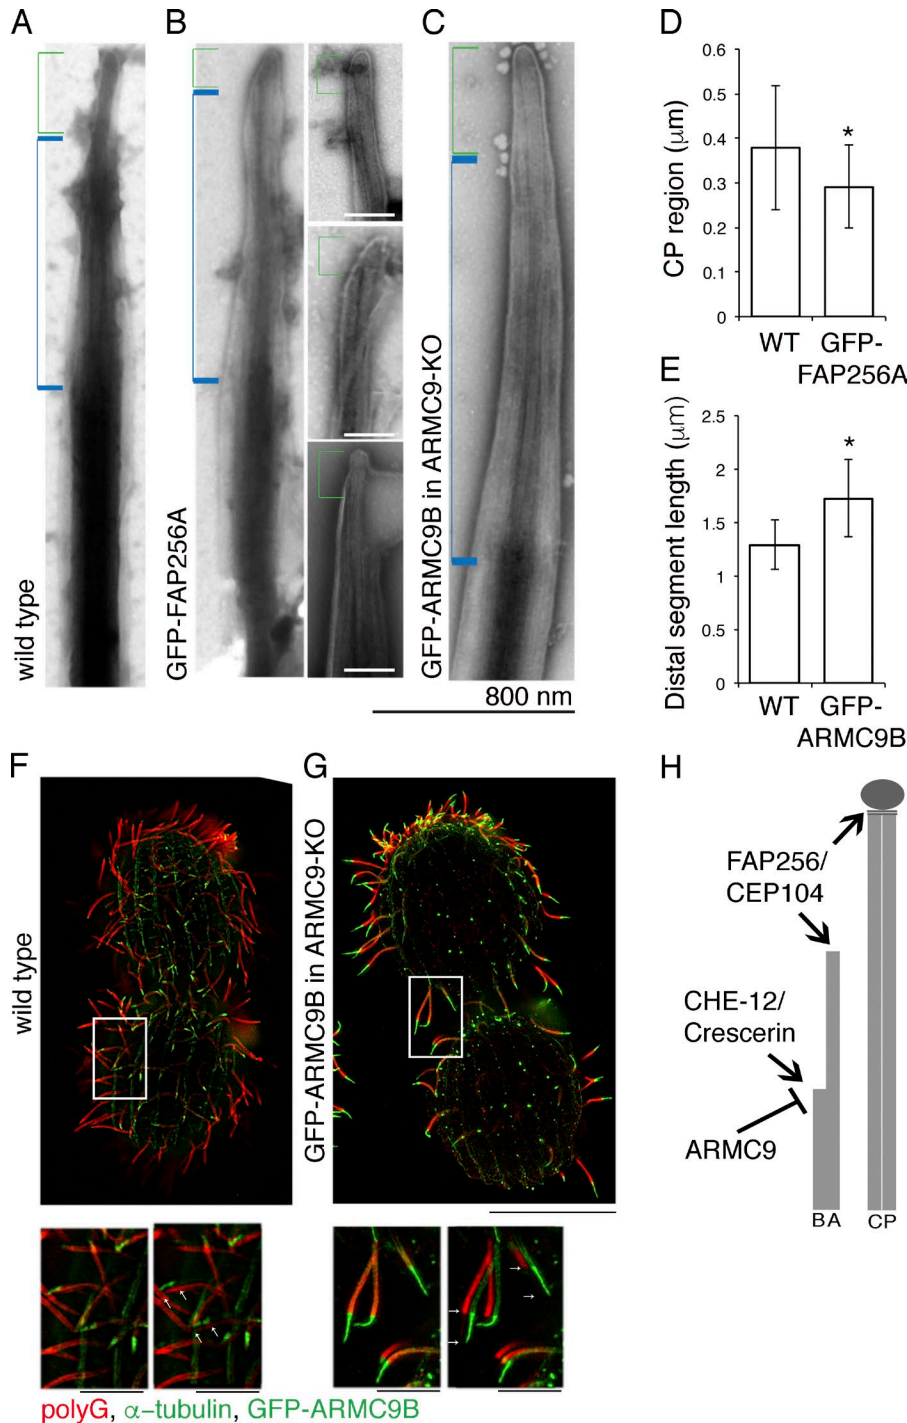 A
B
C
D
wild type
GFP-FAP256A
GFP-ARMC9B in ARMC9-KO
800 nm
CP region (μm)
0.6
0.5
0.4
0.3
0.2
0.1
0
*
WT
GFP-
FAP256A
E
Distal segment length (μm)
2.5
2
1.5
1
0.5
0
*
WT
GFP-
ARMC9B
F
G
H
wild type
GFP-ARMC9B in ARMC9-KO
FAP256/
CEP104
CHE-12/
Crescerin
ARMC9
B A
CP
polyG, α-tubulin, GFP-ARMC9B